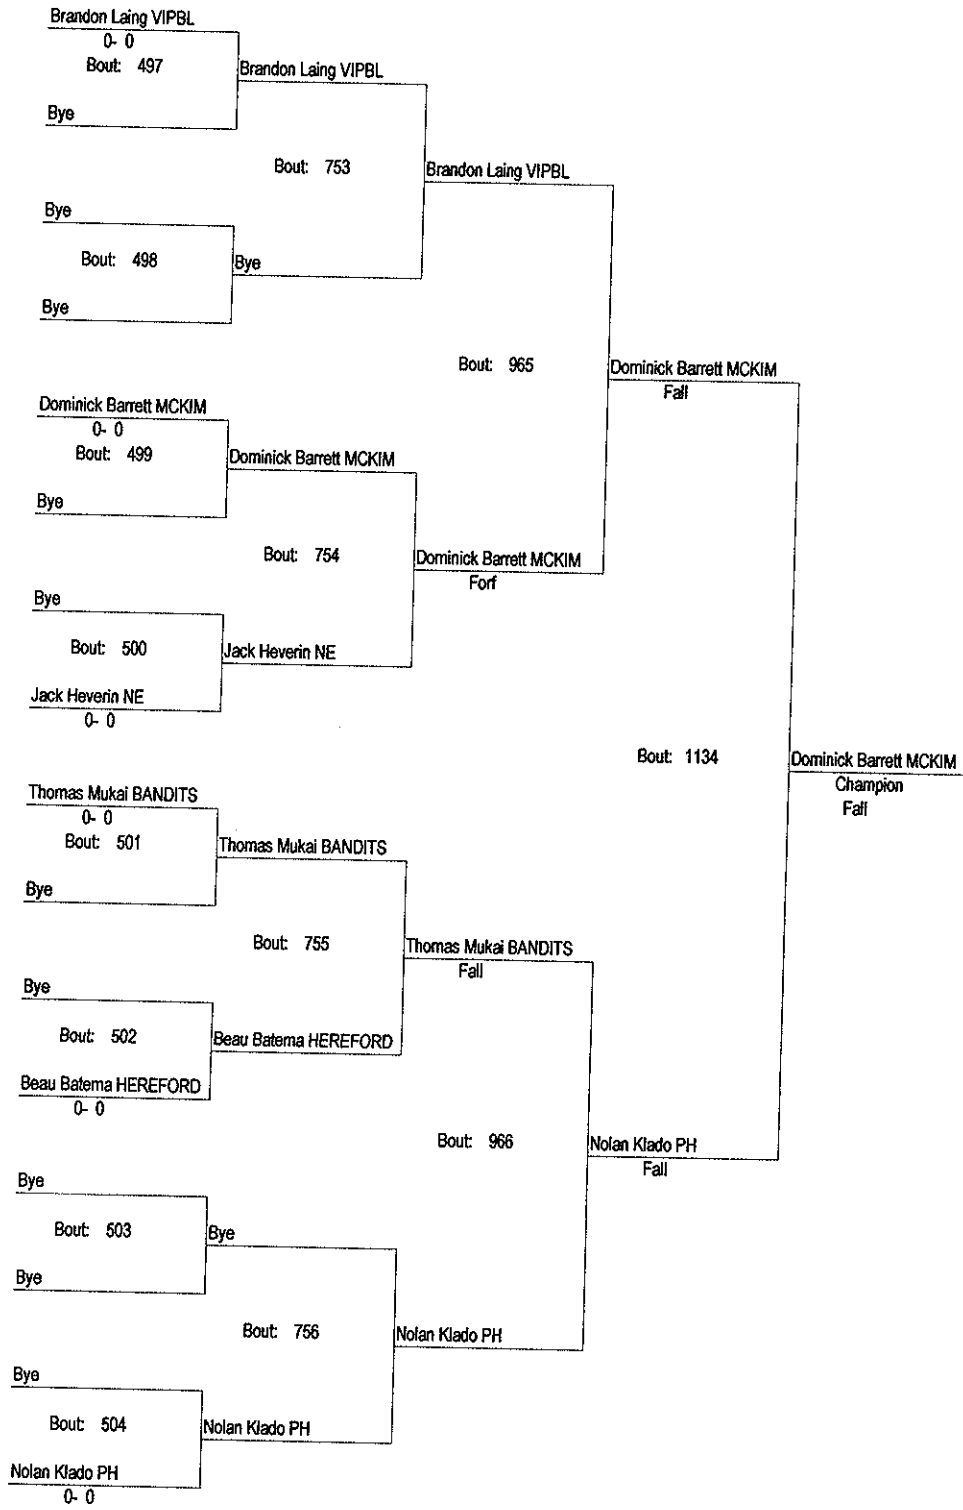 Brandon Laing VIPBL
0- 0
Bout: 497
Brandon Laing VIPBL
Bye
Bout: 753
Brandon Laing VIPBL
Bye
Bout: 498
Bye
Bye
Bout: 965
Dominick Barrett MCKIM
Fall
Dominick Barrett MCKIM
0- 0
Bout: 499
Dominick Barrett MCKIM
Bye
Bout: 754
Dominick Barrett MCKIM
Forf
Bye
Bout: 500
Jack Heverin NE
Jack Heverin NE
0- 0
Bout: 1134
Dominick Barrett MCKIM
Champion
Fall
Thomas Mukai BANDITS
0- 0
Bout: 501
Thomas Mukai BANDITS
Bye
Bout: 755
Thomas Mukai BANDITS
Fall
Bye
Bout: 502
Beau Batema HEREFORD
Beau Batema HEREFORD
0- 0
Bout: 966
Nolan Klado PH
Fall
Bye
Bout: 503
Bye
Bye
Bout: 756
Nolan Klado PH
Bye
Bout: 504
Nolan Klado PH
Nolan Klado PH
0- 0